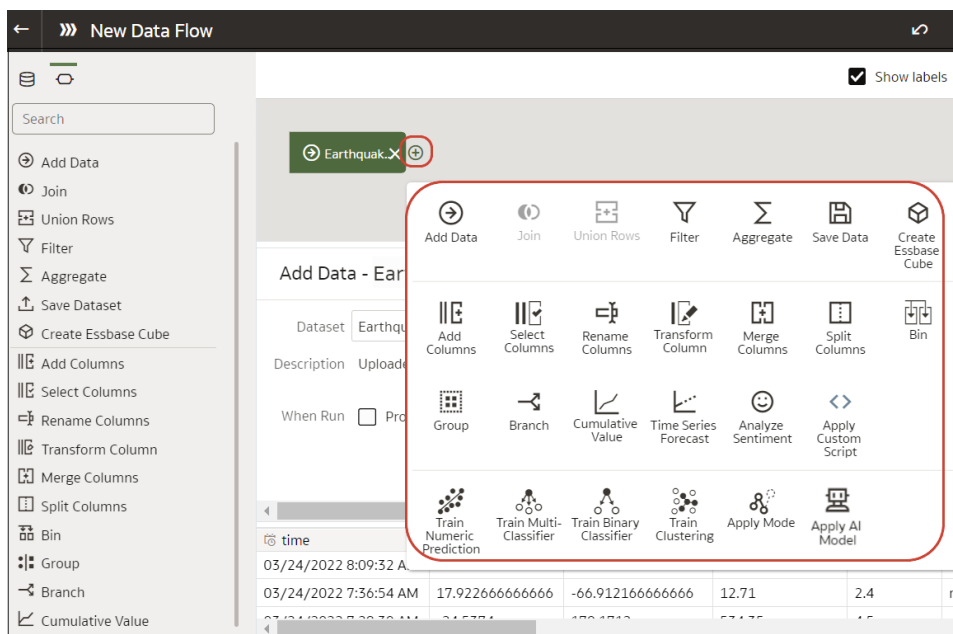 New Data Flow
Show labels
Search
Add Data
Join
Union Rows
Filter
Aggregate
Save Dataset
Create Essbase Cube
Add Columns
Select Columns
Rename Columns
Transform Column
Merge Columns
Split Columns
Bin
Group
Branch
Cumulative Value
Earthquak..
Add Data
Join
Union Rows
Filter
Aggregate
Save Data
Create
Essbase
Cube
Add
Columns
Select
Columns
Rename
Columns
Transform
Column
Merge
Columns
Split
Columns
Bin
Group
Branch
Cumulative
Value
Time Series
Forecast
Analyze
Sentiment
Apply
Custom
Script
Train
Numeric
Prediction
Train Multi-
Classifier
Train Binary
Classifier
Train
Clustering
Apply Mode
Apply AI
Model
Add Data - Ear
Dataset Earthqu
Description Uploade
When Run Pro
time
03/24/2022 8:09:32 A
03/24/2022 7:36:54 AM 17.922666666666 -66.912166666666 12.71 2.4